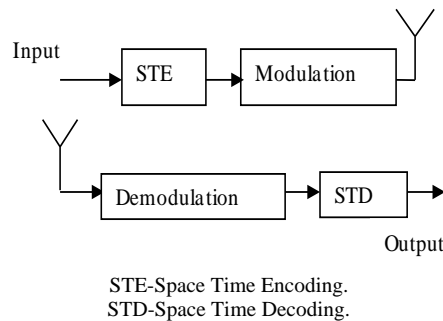 Input
STE
Modulation
Demodulation
STD
Output
STE-Space Time Encoding.
STD-Space Time Decoding.